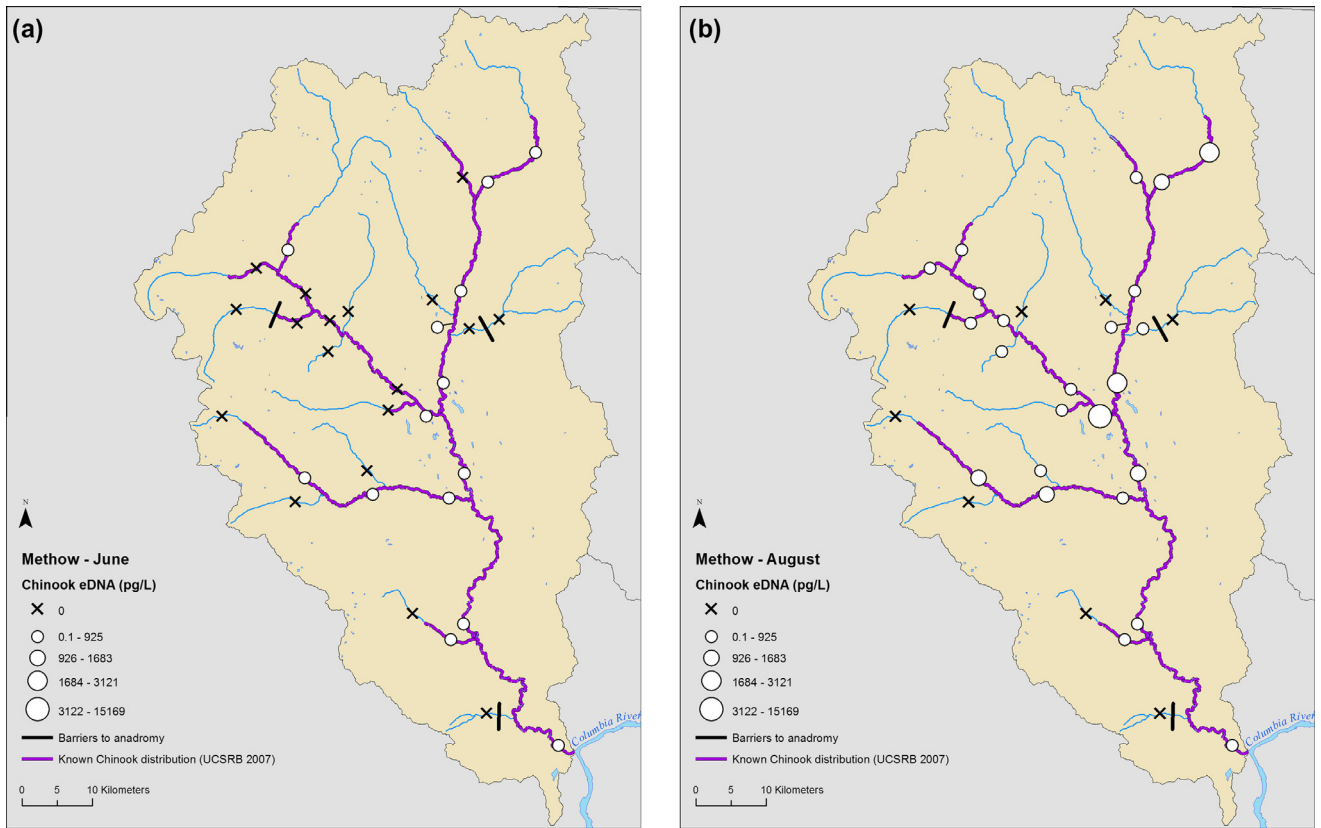 (a)
N
Methow - June
Chinook eDNA (pg/L)
0
0.1 - 925
926 - 1683
1684 - 3121
3122 - 15169
Barriers to anadromy
Known Chinook distribution (UCSRB 2007)
0 5 10 Kilometers
Columbia River
(b)
N
Methow - August
Chinook eDNA (pg/L)
0
0.1 - 925
926 - 1683
1684 - 3121
3122 - 15169
Barriers to anadromy
Known Chinook distribution (UCSRB 2007)
0 5 10 Kilometers
Columbia River